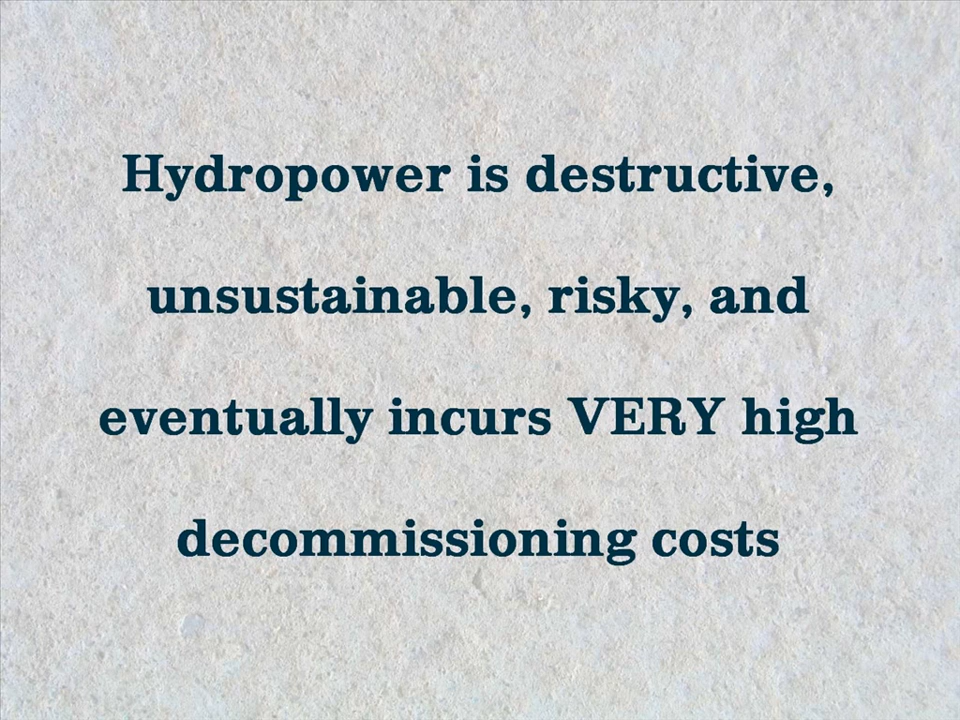 Hydropower is destructive,
unsustainable, risky, and
eventually incurs VERY high
decommissioning costs